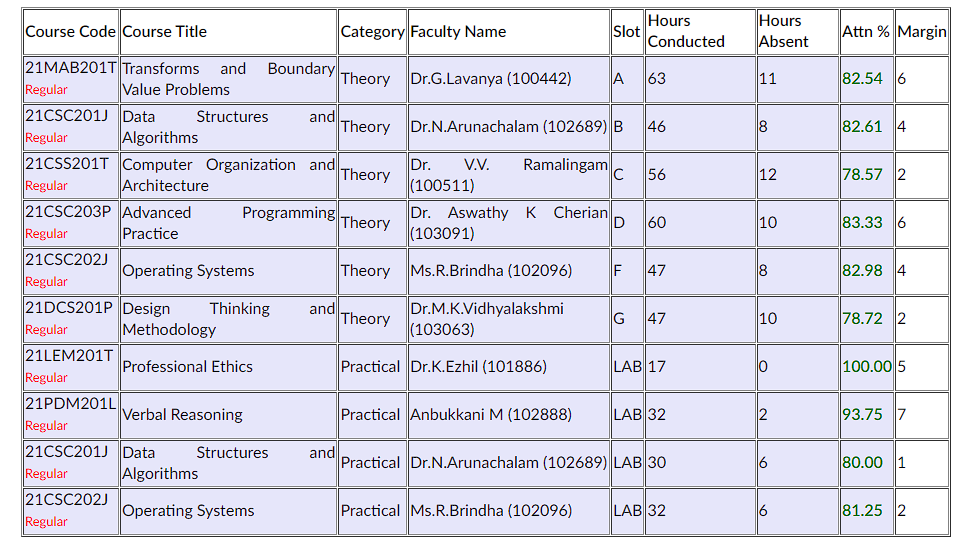 Course Code Course Title Category Faculty Name Slot Hours Conducted Hours Absent Attn % Margin
21MAB201T Regular Transforms and Boundary Value Problems Theory Dr.G.Lavanya (100442) A 63 11 82.54 6
21CSC201J Regular Data Structures and Algorithms Theory Dr.N.Arunachalam (102689) B 46 8 82.61 4
21CSS201T Regular Computer Organization and Architecture Theory Dr. V.V. Ramalingam (100511) C 56 12 78.57 2
21CSC203P Regular Advanced Programming Practice Theory Dr. Aswathy K Cherian (103091) D 60 10 83.33 6
21CSC202J Regular Operating Systems Theory Ms.R.Brindha (102096) F 47 8 82.98 4
21DCS201P Regular Design Thinking and Methodology Theory Dr.M.K.Vidhyalakshmi (103063) G 47 10 78.72 2
21LEM201T Regular Professional Ethics Practical Dr.K.Ezhil (101886) LAB 17 0 100.00 5
21PDM201L Regular Verbal Reasoning Practical Anbukkani M (102888) LAB 32 2 93.75 7
21CSC201J Regular Data Structures and Algorithms Practical Dr.N.Arunachalam (102689) LAB 30 6 80.00 1
21CSC202J Regular Operating Systems Practical Ms.R.Brindha (102096) LAB 32 6 81.25 2